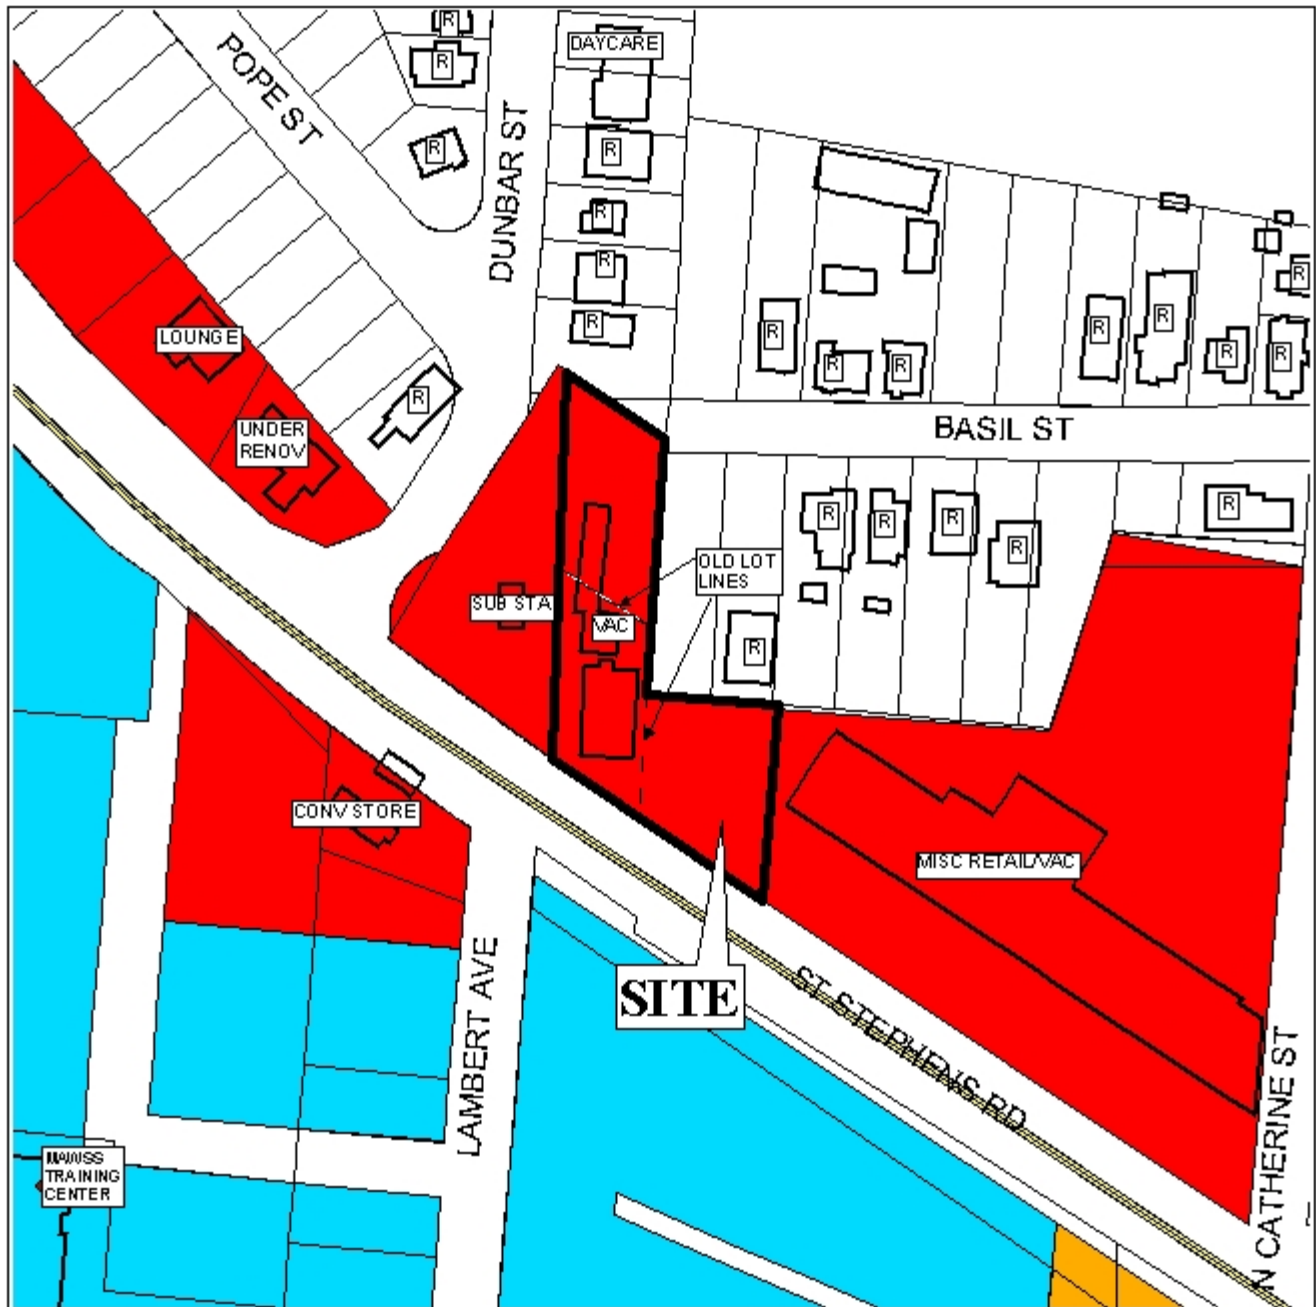 R
DAYCARE
R
POPE ST
R
R
DUNBAR ST
R
R
R
R
R
R
R
R
R
R
R
LOUNGE
R
R
UNDER
RENOV
BASIL ST
R
R
R
R
R
OLD LOT
LINES
SUB STA
VAC
R
CONV STORE
MISC RETAIL/VAC
SITE
ST STEPHENS RD
LAMBERT AVE
N CATHERINE ST
MAWSS
TRAINING
CENTER